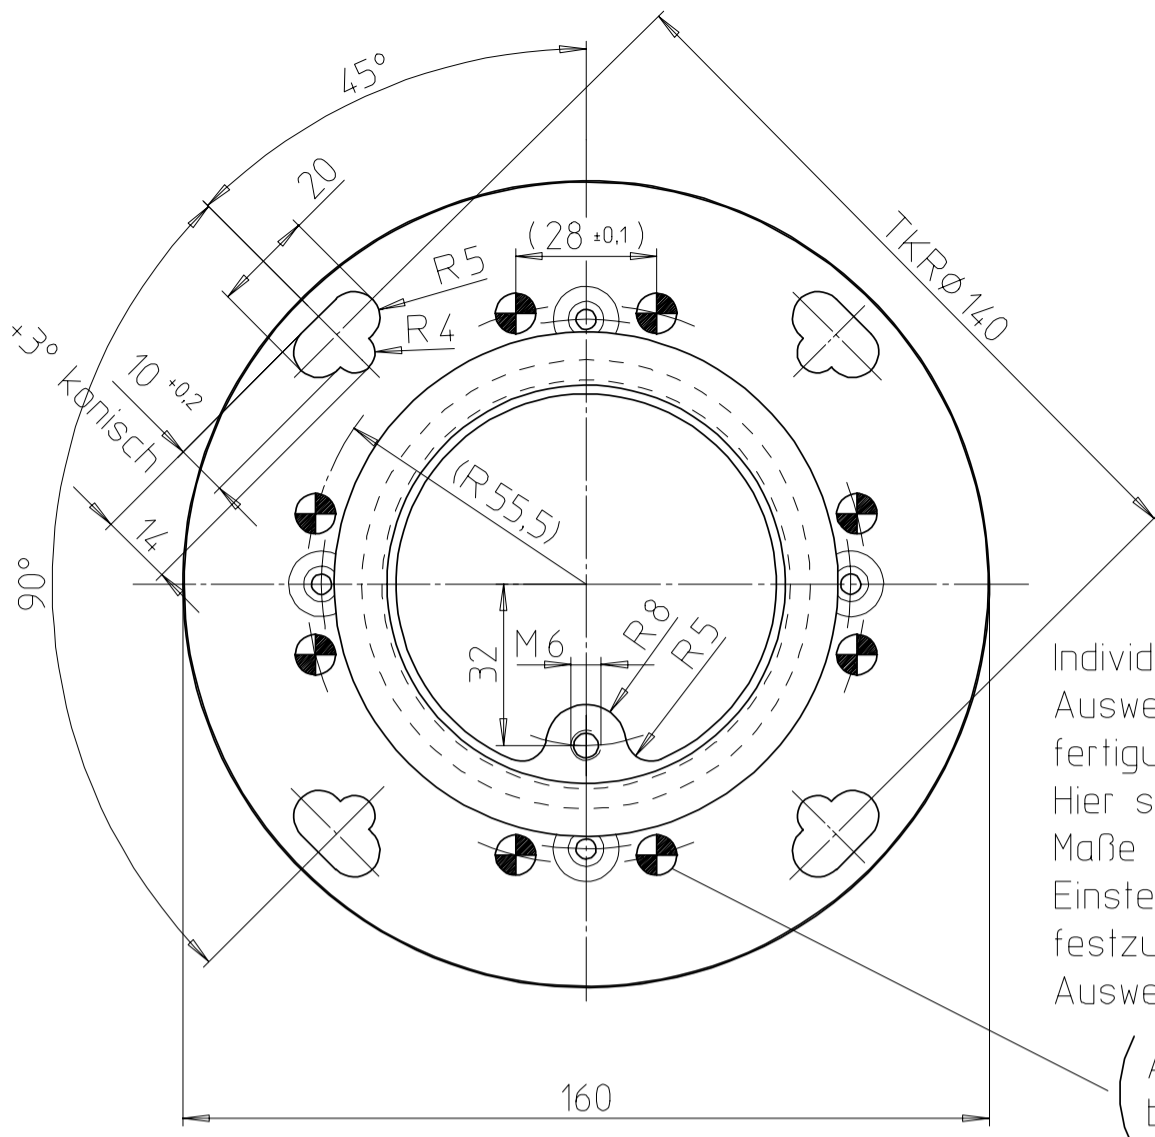 45°
20
(28 ±0,1)
TKRØ140
R5
R4
±3° konisch
10 ±0,2
14
90°
(R55,5)
32
M6
R8
R5
Individ
Auswe
fertigu
Hier s
Maße
Einste
festzu
Auswe
160